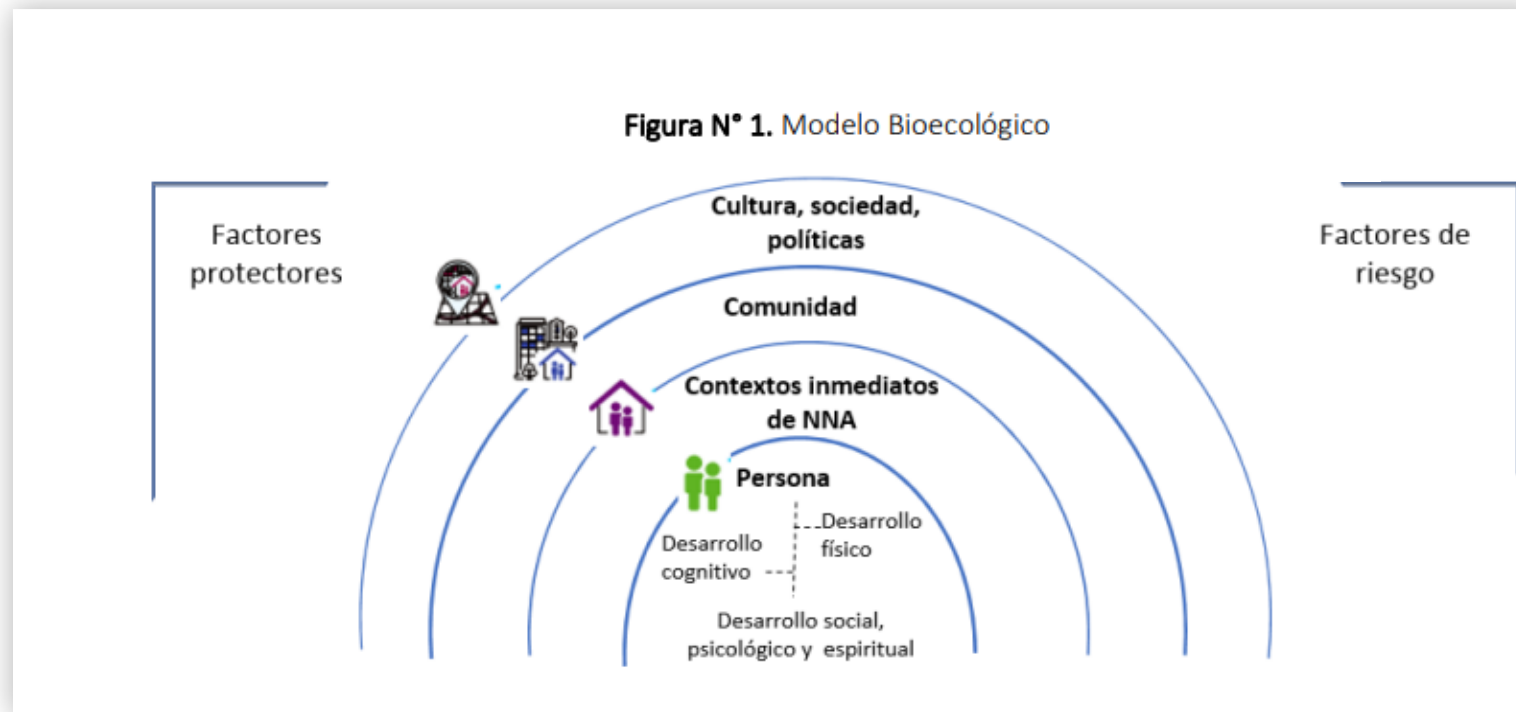 Figura N° 1. Modelo Bioecológico
Factores
protectores
Factores de
riesgo
Cultura, sociedad,
políticas
Comunidad
Contextos inmediatos
de NNA
Persona
Desarrollo
físico
Desarrollo
cognitivo
Desarrollo social,
psicológico y espiritual